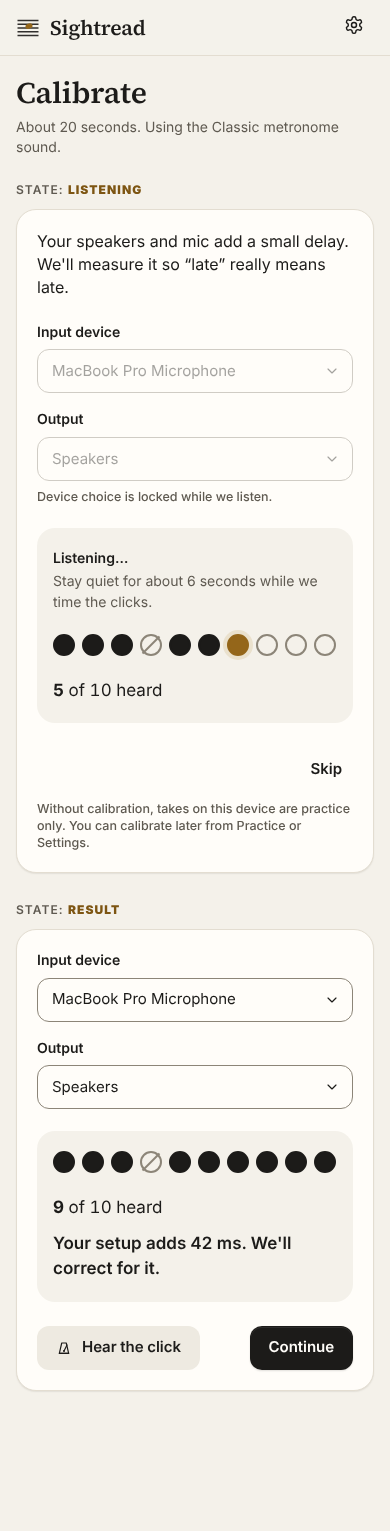 Sightread
Calibrate
About 20 seconds. Using the Classic metronome
sound.
STATE: LISTENING
Your speakers and mic add a small delay.
We'll measure it so “late” really means
late.
Input device
MacBook Pro Microphone
Output
Speakers
Device choice is locked while we listen.
Listening…
Stay quiet for about 6 seconds while we
time the clicks.
5 of 10 heard
Skip
Without calibration, takes on this device are practice
only. You can calibrate later from Practice or
Settings.
STATE: RESULT
Input device
MacBook Pro Microphone
Output
Speakers
9 of 10 heard
Your setup adds 42 ms. We'll
correct for it.
Hear the click
Continue